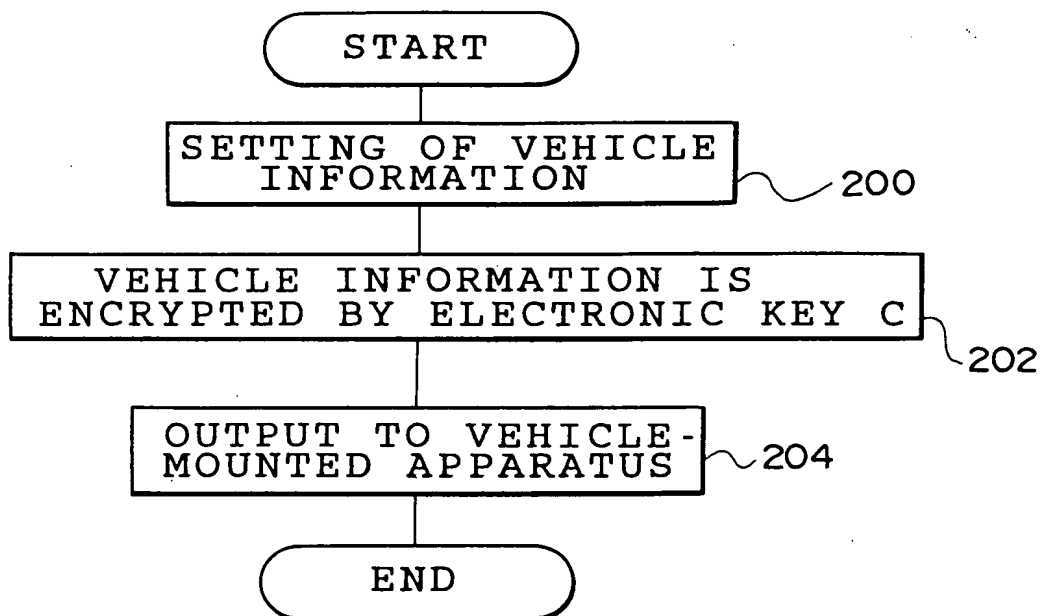 START
SETTING OF VEHICLE
INFORMATION
200
VEHICLE INFORMATION IS
ENCRYPTED BY ELECTRONIC KEY C
202
OUTPUT TO VEHICLE-
MOUNTED APPARATUS
204
END